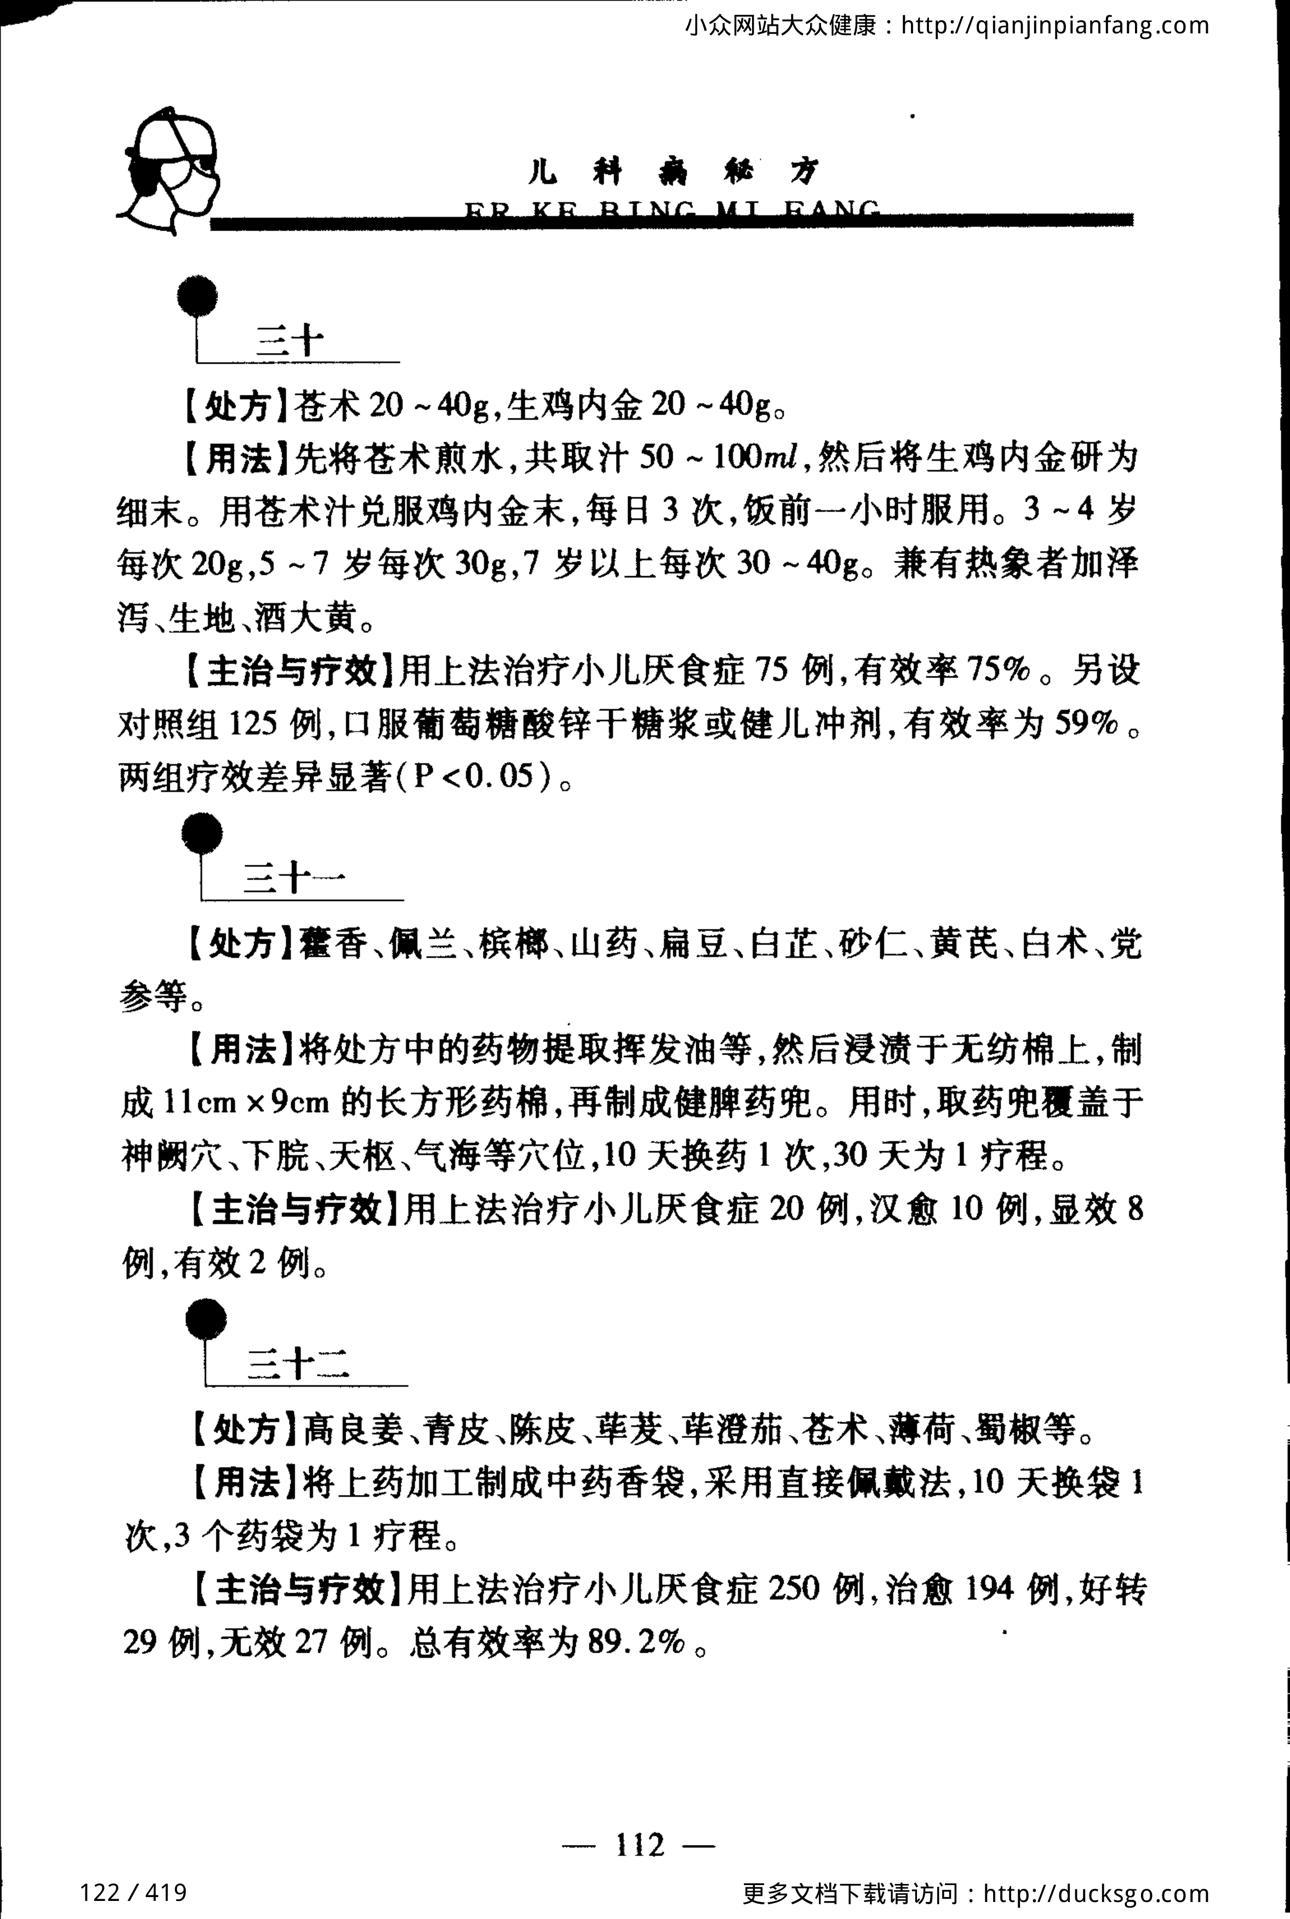 小众网站大众健康：http://qianjinpianfang.com
儿科病秘方
ER KE BING MI FANG
三十
【处方】苍术 20 ~ 40g,生鸡内金 20 ~ 40g。
【用法】先将苍术煎水,共取汁 50 ~ 100ml,然后将生鸡内金研为
细末。用苍术汁兑服鸡内金末,每日 3 次,饭前一小时服用。3 ~ 4 岁
每次 20g,5 ~ 7 岁每次 30g,7 岁以上每次 30 ~ 40g。兼有热象者加泽
泻、生地、酒大黄。
【主治与疗效】用上法治疗小儿厌食症 75 例,有效率 75%。另设
对照组 125 例,口服葡萄糖酸锌干糖浆或健儿冲剂,有效率为 59%。
两组疗效差异显著(P<0.05)。
三十一
【处方】藿香、佩兰、槟榔、山药、扁豆、白芷、砂仁、黄芪、白术、党
参等。
【用法】将处方中的药物提取挥发油等,然后浸渍于无纺棉上,制
成 11cm×9cm 的长方形药棉,再制成健脾药兜。用时,取药兜覆盖于
神阙穴、下脘、天枢、气海等穴位,10 天换药 1 次,30 天为 1 疗程。
【主治与疗效】用上法治疗小儿厌食症 20 例,汉愈 10 例,显效 8
例,有效 2 例。
三十二
【处方】高良姜、青皮、陈皮、荜茇、荜澄茄、苍术、薄荷、蜀椒等。
【用法】将上药加工制成中药香袋,采用直接佩戴法,10 天换袋 1
次,3 个药袋为 1 疗程。
【主治与疗效】用上法治疗小儿厌食症 250 例,治愈 194 例,好转
29 例,无效 27 例。总有效率为 89.2%。
— 112 —
122 / 419
更多文档下载请访问：http://ducksgo.com